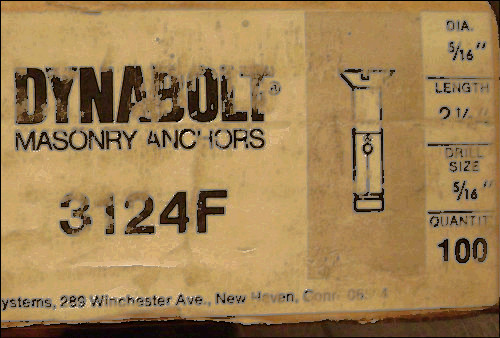 DYNABOLT®
MASONRY ANCHORS
3124F
DIA.
5/16"
LENGTH
DRILL
SIZE
5/16"
QUANTITY
100
ystems, 289 Winchester Ave., New Haven, Conn.